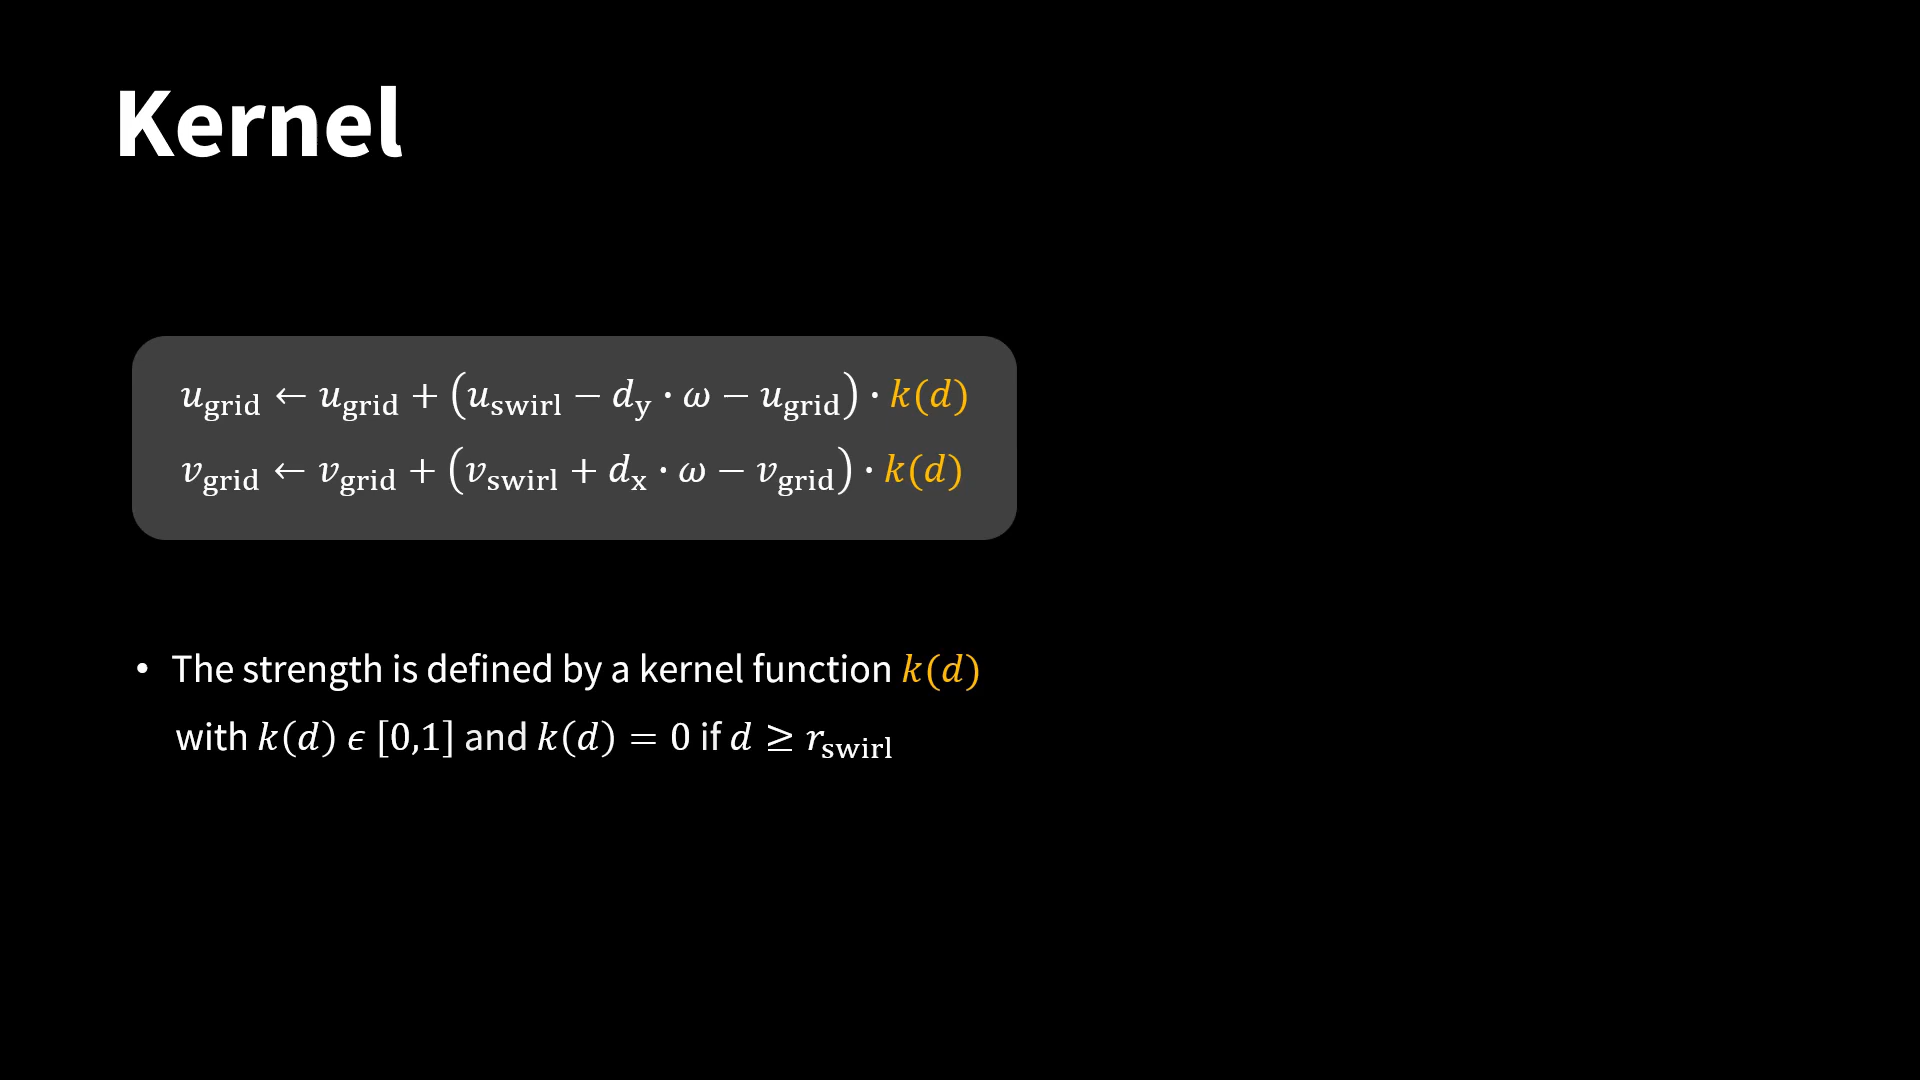 Kernel
u_grid ← u_grid + (u_swirl − d_y · ω − u_grid) · k(d)
v_grid ← v_grid + (v_swirl + d_x · ω − v_grid) · k(d)
• The strength is defined by a kernel function k(d)
with k(d) ϵ [0,1] and k(d) = 0 if d ≥ r_swirl